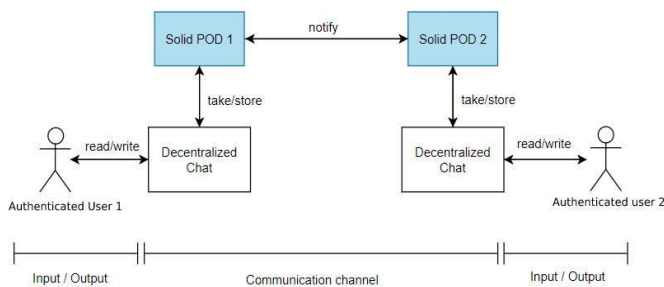 notify
Solid POD 1
Solid POD 2
take/store
take/store
read/write
Decentralized
Chat
Decentralized
Chat
read/write
Authenticated User 1
Authenticated user 2
Input / Output
Communication channel
Input / Output